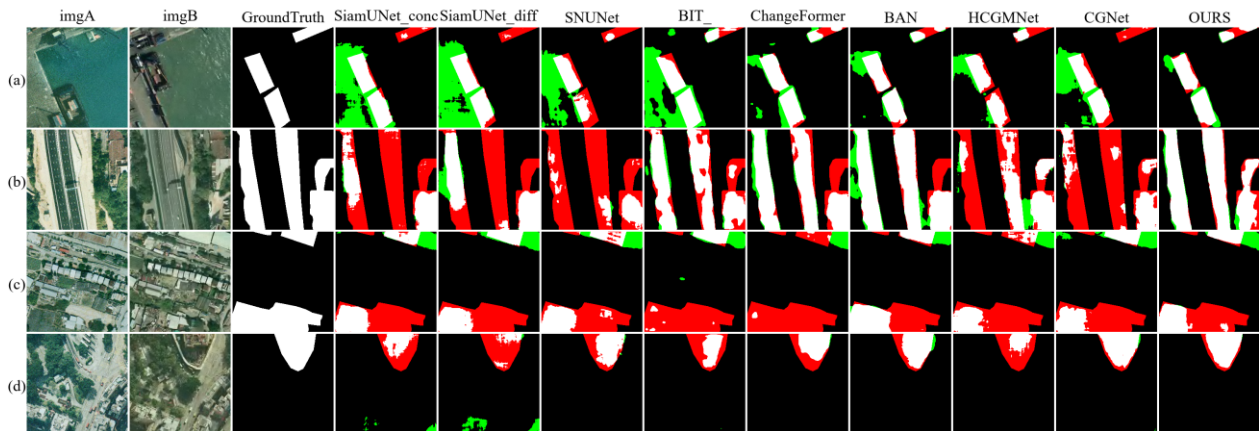 imgA imgB GroundTruth SiamUNet_conc SiamUNet_diff SNUNet BIT_ ChangeFormer BAN HCGMNet CGNet OURS
(a)
(b)
(c)
(d)